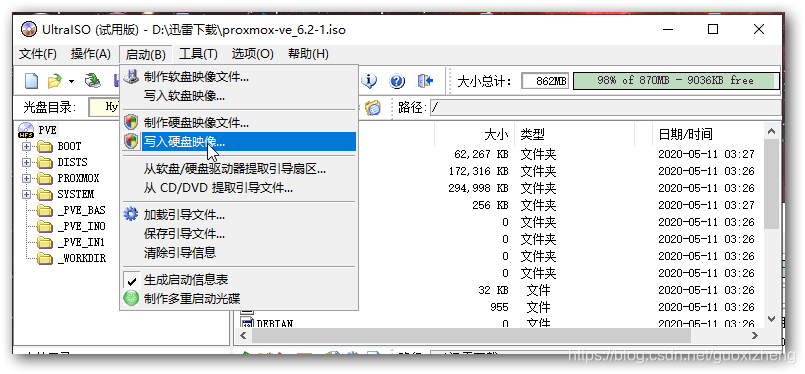 UltraISO (试用版) - D:\迅雷下载\proxmox-ve_6.2-1.iso
文件(F) 操作(A) 启动(B) 工具(T) 选项(O) 帮助(H)
大小总计: 862MB 98% of 870MB - 9036KB free
光盘目录: Hy 路径: /
制作软盘映像文件...
写入软盘映像...
制作硬盘映像文件...
写入硬盘映像...
从软盘/硬盘驱动器提取引导扇区...
从 CD/DVD 提取引导文件...
加载引导文件...
保存引导文件...
清除引导信息
生成启动信息表
制作多重启动光碟
PVE
BOOT
DISTS
PROXMOX
SYSTEM
_PVE_BAS
_PVE_INO
_PVE_IN1
_WORKDIR
大小 类型 日期/时间
62,267 KB 文件夹 2020-05-11 03:27
172,316 KB 文件夹 2020-05-11 03:26
294,998 KB 文件夹 2020-05-11 03:26
256 KB 文件夹 2020-05-11 03:27
0 文件夹 2020-05-11 03:26
0 文件夹 2020-05-11 03:26
0 文件夹 2020-05-11 03:26
0 文件夹 2020-05-11 03:26
32 KB 文件 2020-05-11 03:26
955 文件 2020-05-11 03:26
DEBIAN 0 文件 2020-05-11 03:26
https://blog.csdn.net/guoxizheng